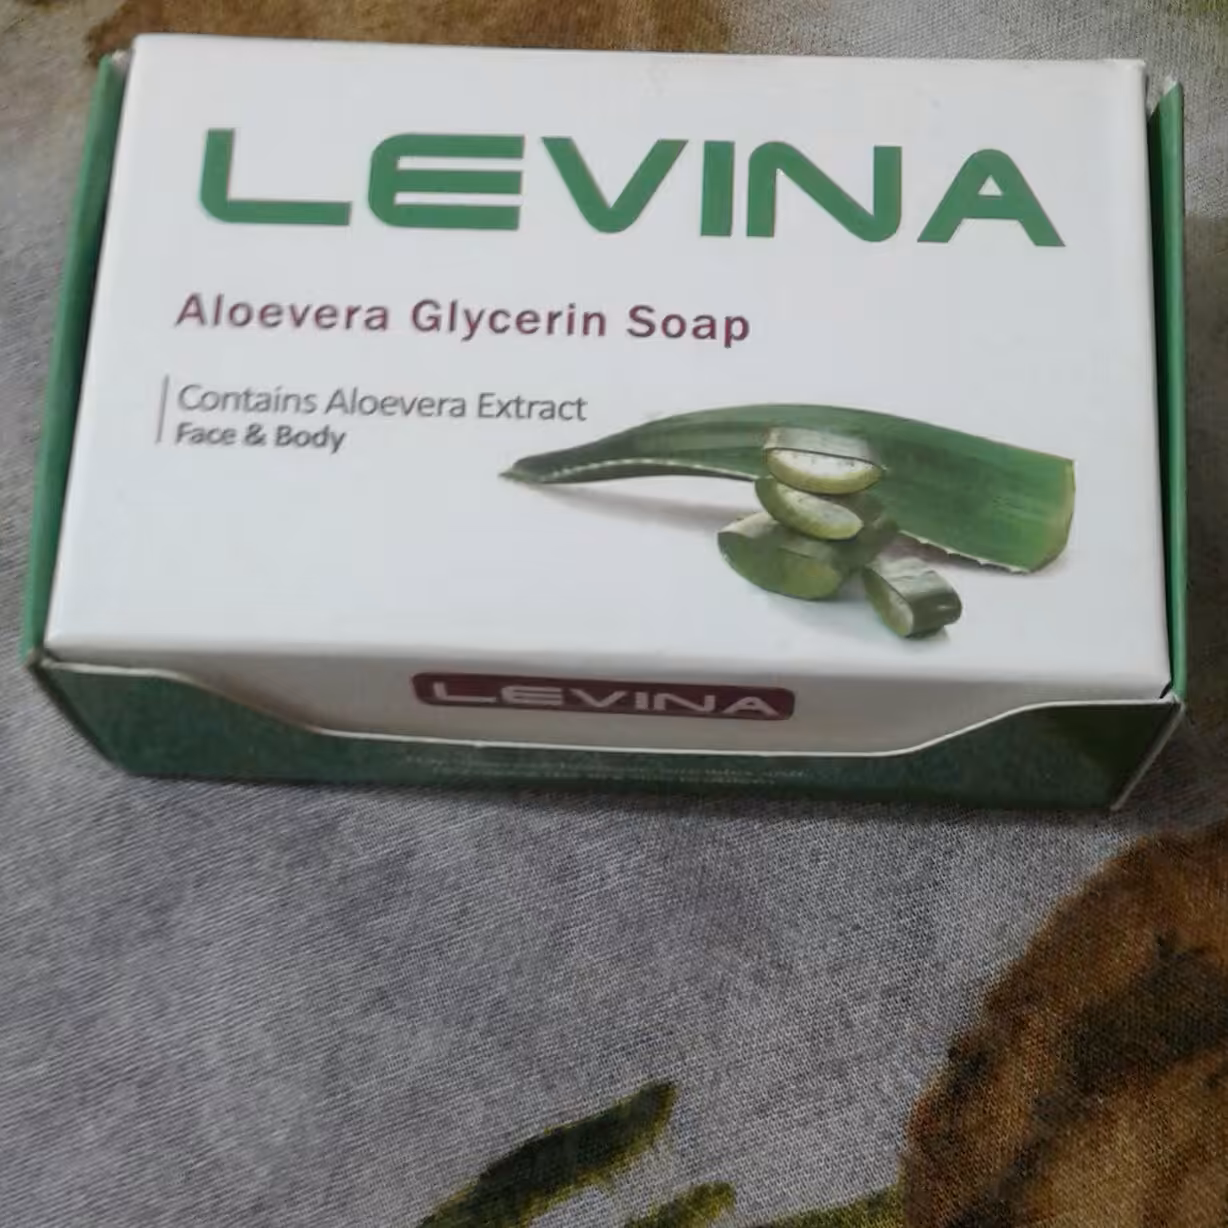 LEVINA
Aloevera Glycerin Soap
Contains Aloevera Extract
Face & Body
LEVINA